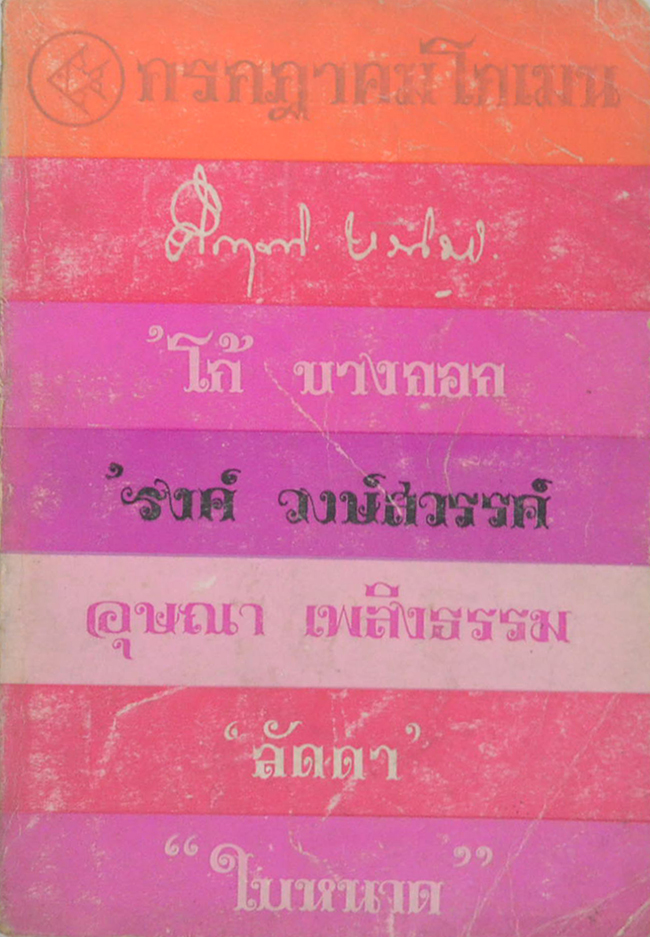 กรกฎาคมโกเมน
'โก้ บางกอก
'รงค์ วงษ์สวรรค์
อุษณา เพลิงธรรม
'ลัดดา'
"ใบหนาด"